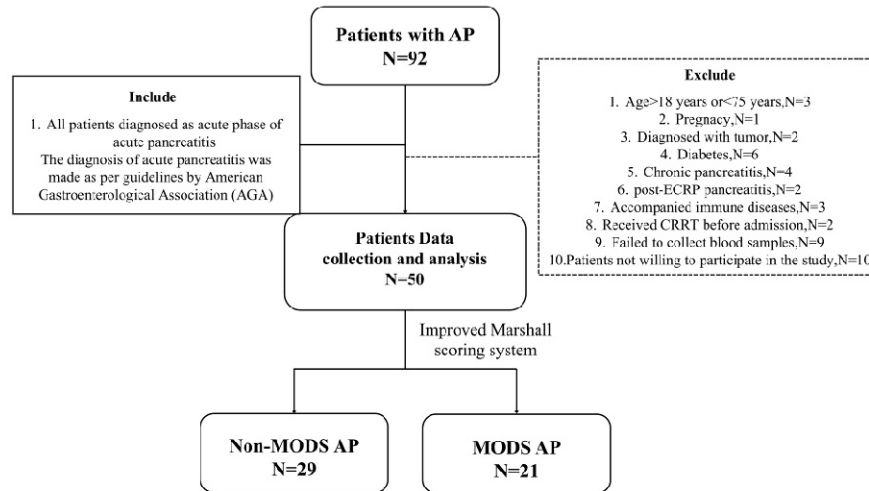 Patients with AP
N=92
Include
1. All patients diagnosed as acute phase of
acute pancreatitis
The diagnosis of acute pancreatitis was
made as per guidelines by American
Gastroenterological Association (AGA)
Exclude
1. Age>18 years or<75 years,N=3
2. Pregnancy,N=1
3. Diagnosed with tumor,N=2
4. Diabetes,N=6
5. Chronic pancreatitis,N=4
6. post-ECRP pancreatitis,N=2
7. Accompanied immune diseases,N=3
8. Received CRRT before admission,N=2
9. Failed to collect blood samples,N=9
10.Patients not willing to participate in the study,N=10
Patients Data
collection and analysis
N=50
Improved Marshall
scoring system
Non-MODS AP
N=29
MODS AP
N=21